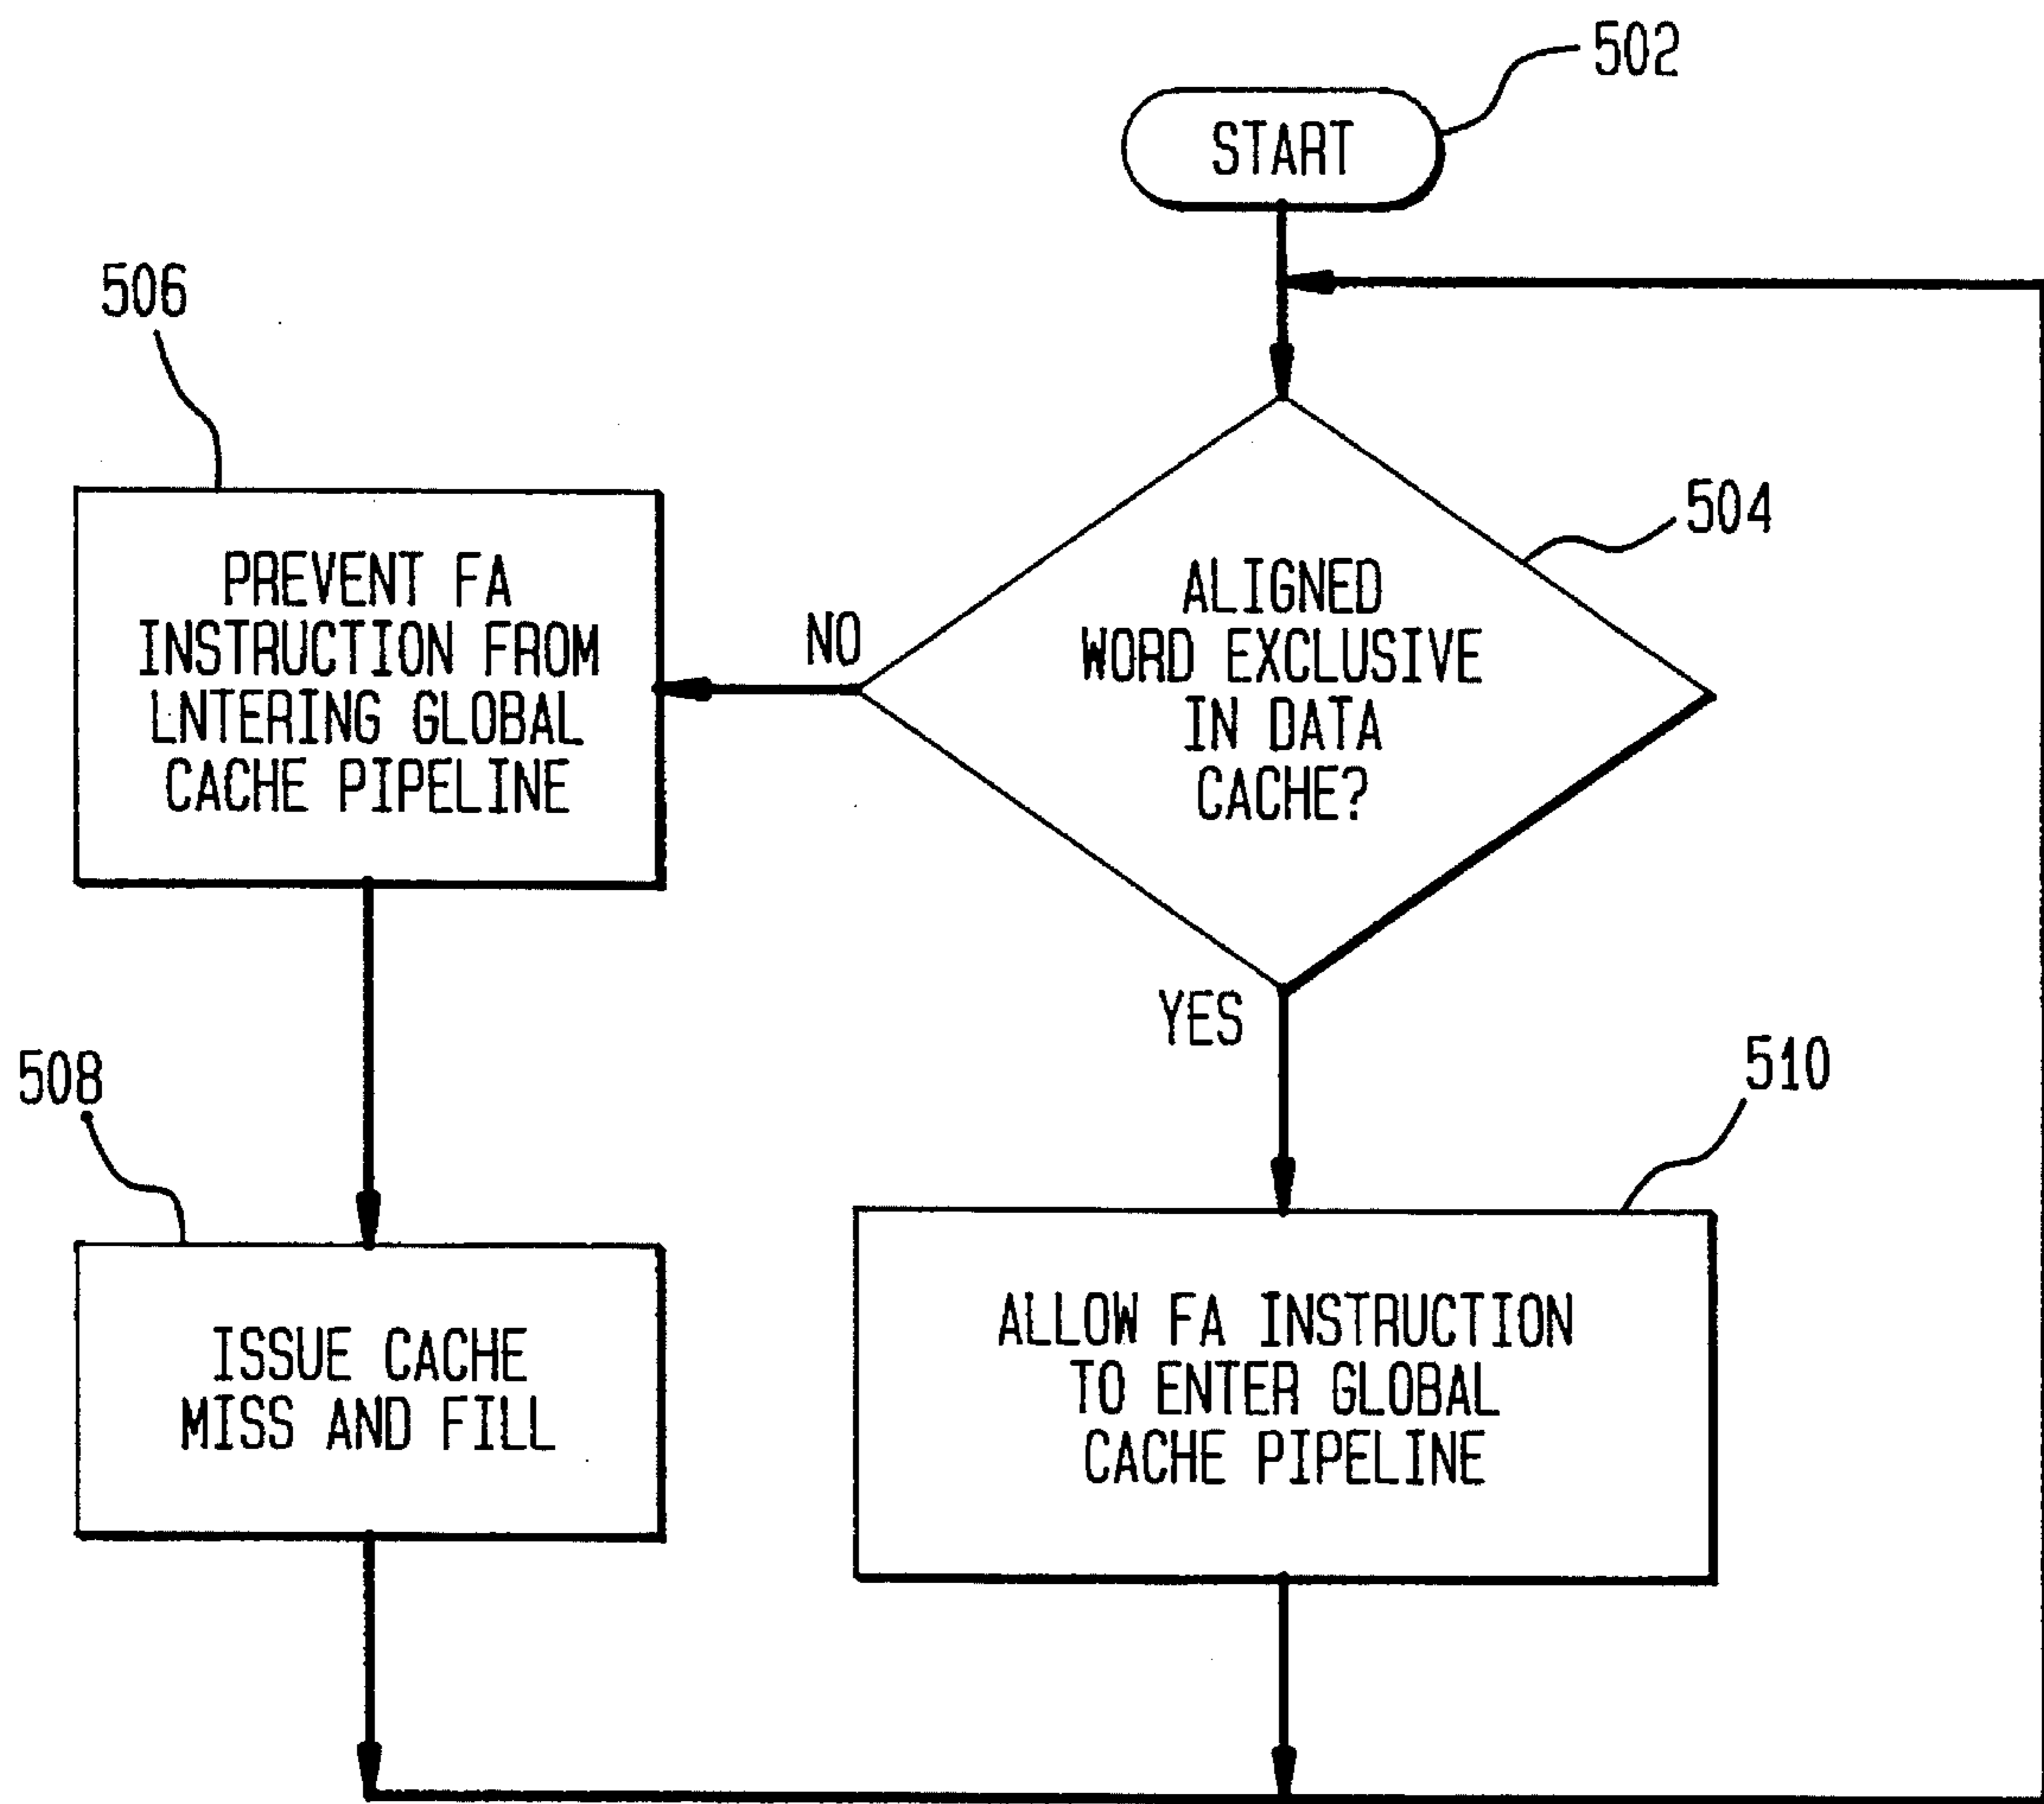 502
START
506
504
PREVENT FA
INSTRUCTION FROM
LNTERING GLOBAL
CACHE PIPELINE
NO
ALIGNED
WORD EXCLUSIVE
IN DATA
CACHE?
YES
508
510
ISSUE CACHE
MISS AND FILL
ALLOW FA INSTRUCTION
TO ENTER GLOBAL
CACHE PIPELINE